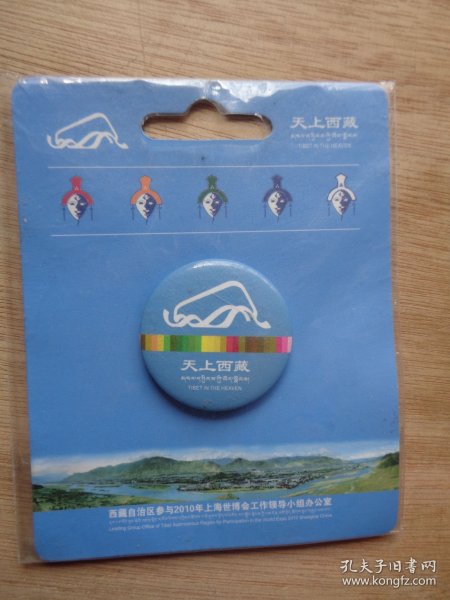 天上西藏
TIBET IN THE HEAVEN
天上西藏
TIBET IN THE HEAVEN
西藏自治区参与2010年上海世博会工作领导小组办公室
Leading Group Office of Tibet Autonomous Region for Participation in the World Expo 2010 Shanghai China
孔夫子旧书网
www.kongfz.com